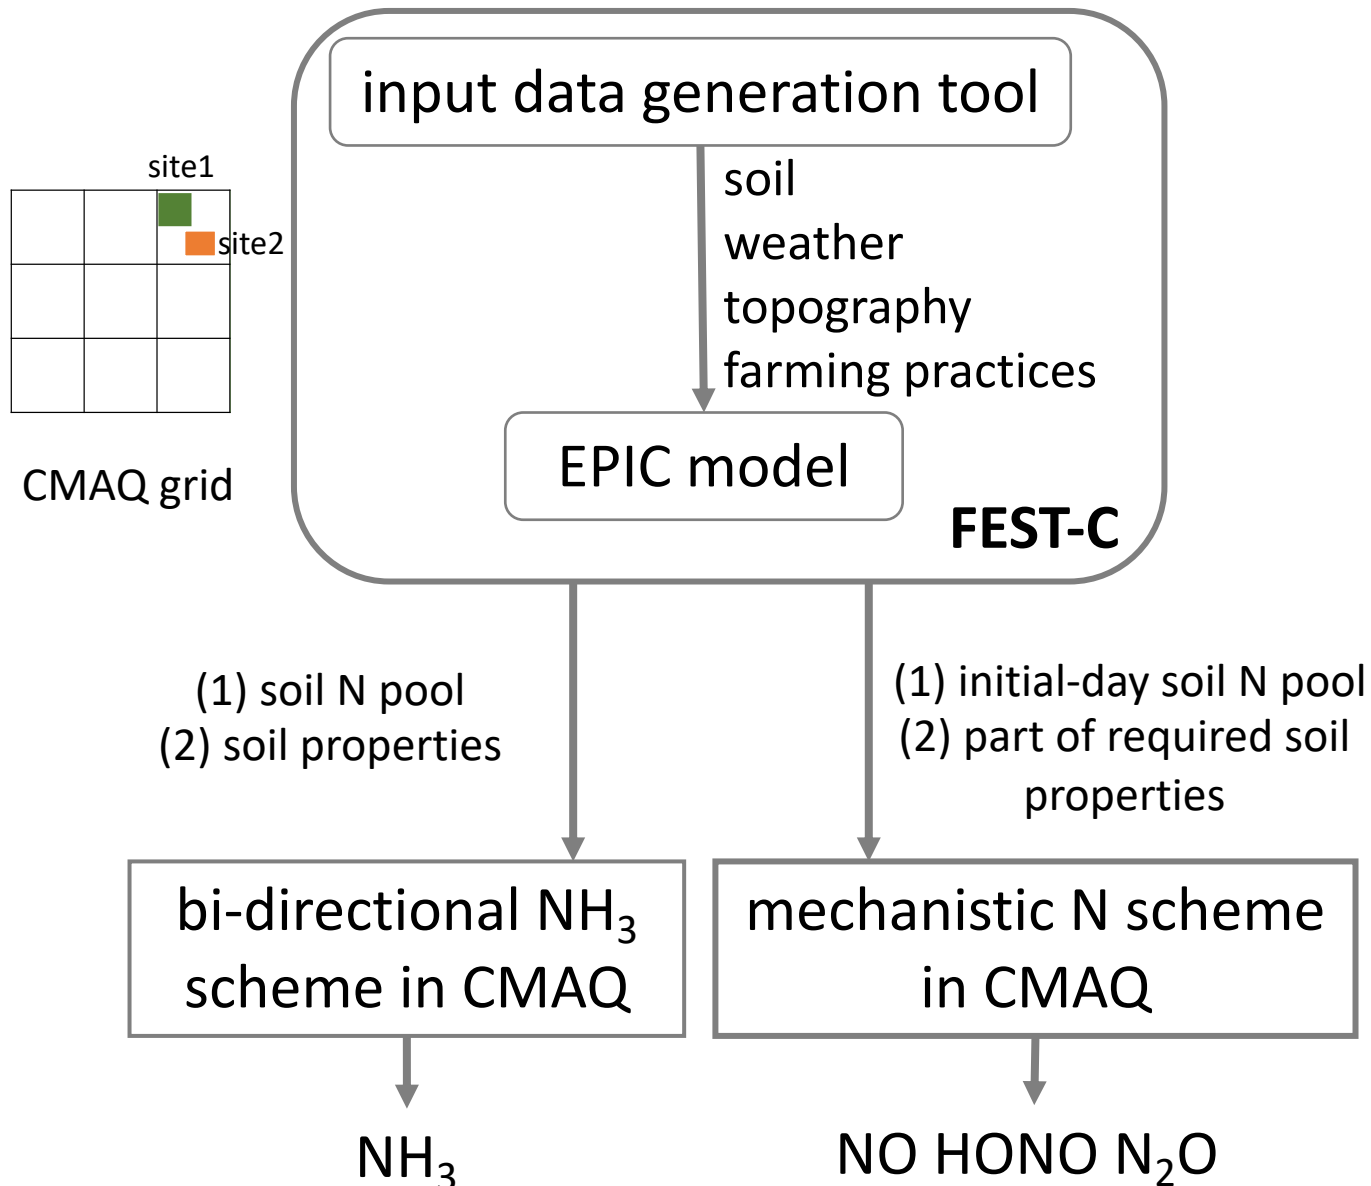 input data generation tool
soil
weather
topography
farming practices
EPIC model
FEST-C
site1
site2
CMAQ grid
(1) soil N pool
(2) soil properties
(1) initial-day soil N pool
(2) part of required soil
properties
bi-directional NH₃
scheme in CMAQ
mechanistic N scheme
in CMAQ
NH₃
NO HONO N₂O